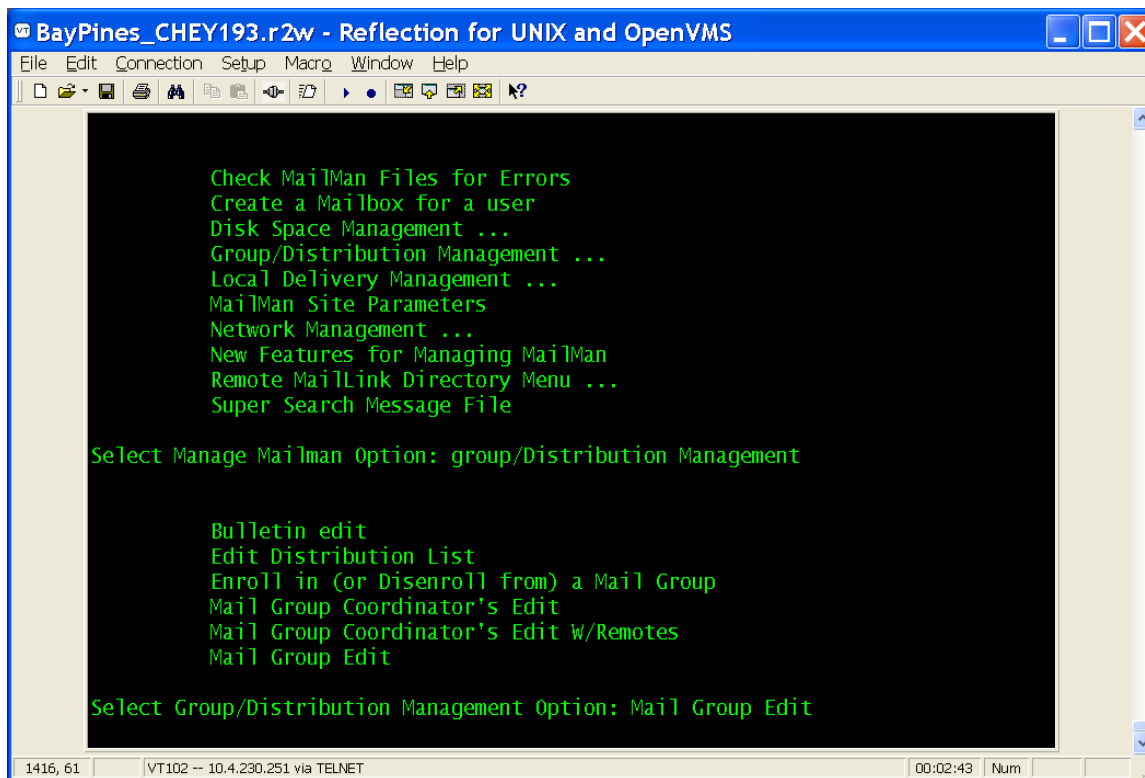 BayPines_CHEY193.r2w - Reflection for UNIX and OpenVMS
File Edit Connection Setup Macro Window Help
Check MailMan Files for Errors
Create a Mailbox for a user
Disk Space Management ...
Group/Distribution Management ...
Local Delivery Management ...
MailMan Site Parameters
Network Management ...
New Features for Managing MailMan
Remote MailLink Directory Menu ...
Super Search Message File
Select Manage Mailman Option: group/Distribution Management
Bulletin edit
Edit Distribution List
Enroll in (or Disenroll from) a Mail Group
Mail Group Coordinator's Edit
Mail Group Coordinator's Edit W/Remotes
Mail Group Edit
Select Group/Distribution Management Option: Mail Group Edit
1416, 61 VT102 -- 10.4.230.251 via TELNET 00:02:43 Num